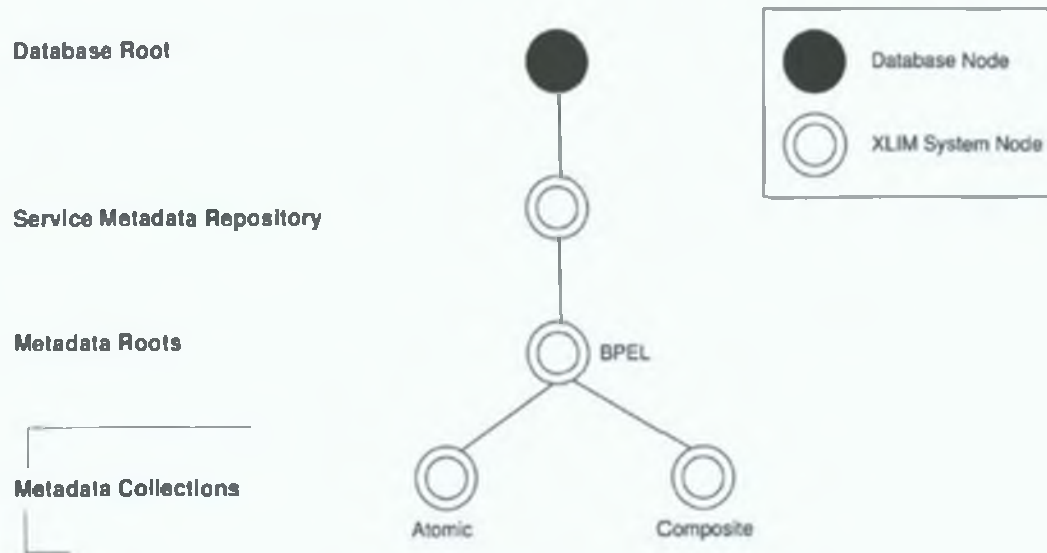 Database Root
Database Node
XLIM System Node
Service Metadata Repository
Metadata Roots
BPEL
Metadata Collections
Atomic
Composite